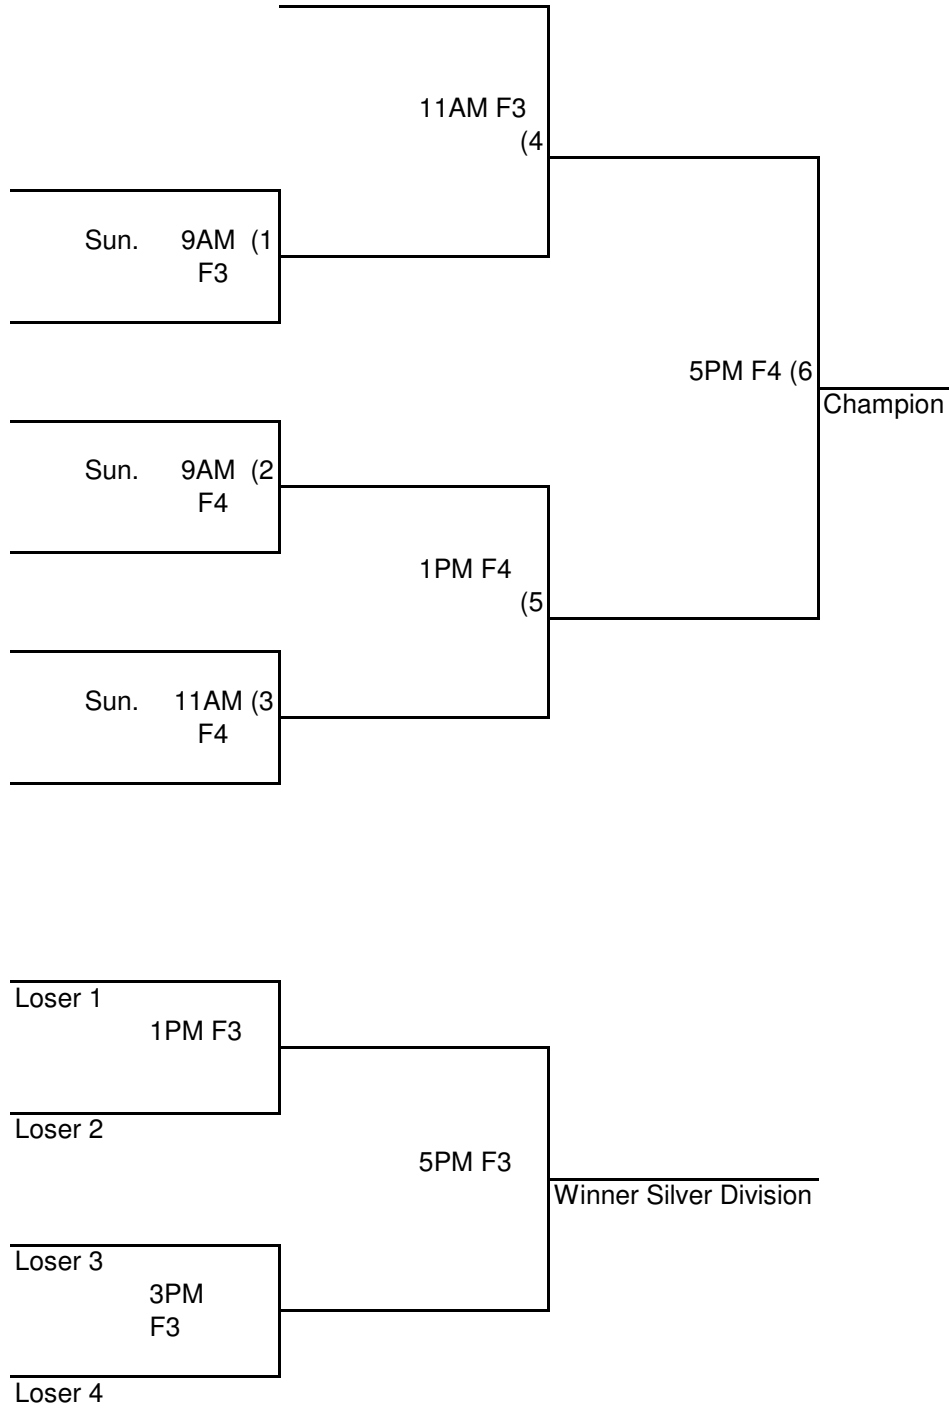 11AM F3
(4
Sun. 9AM (1
F3
5PM F4 (6
Champion
Sun. 9AM (2
F4
1PM F4
(5
Sun. 11AM (3
F4
Loser 1
1PM F3
Loser 2
5PM F3
Winner Silver Division
Loser 3
3PM
F3
Loser 4